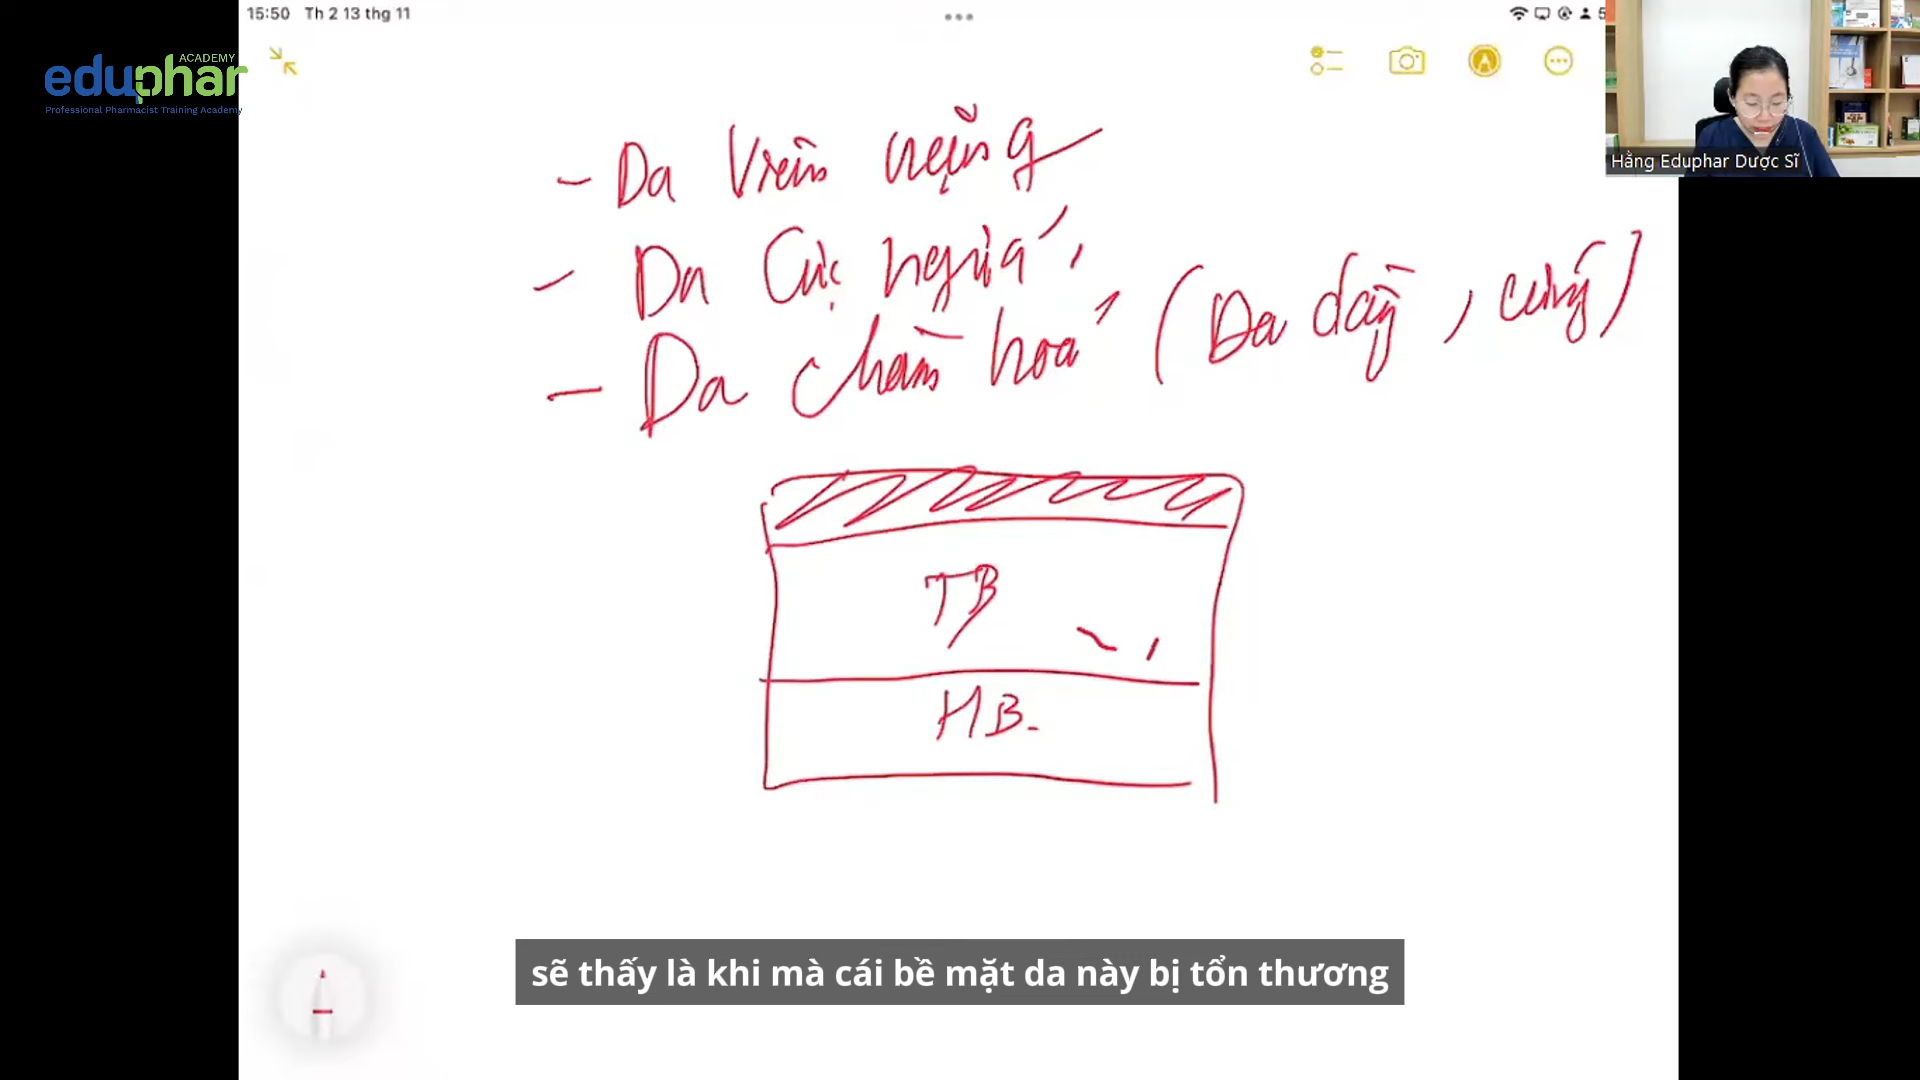 15:50 Th 2 13 thg 11
ACADEMY
eduphar
Professional Pharmacist Training Academy
Hằng Eduphar Dược Sĩ
- Da Viêm nặng
- Da Cực ngứa,
- Da chàm hoá (Da dày, cứng)
TB
HB.
sẽ thấy là khi mà cái bề mặt da này bị tổn thương